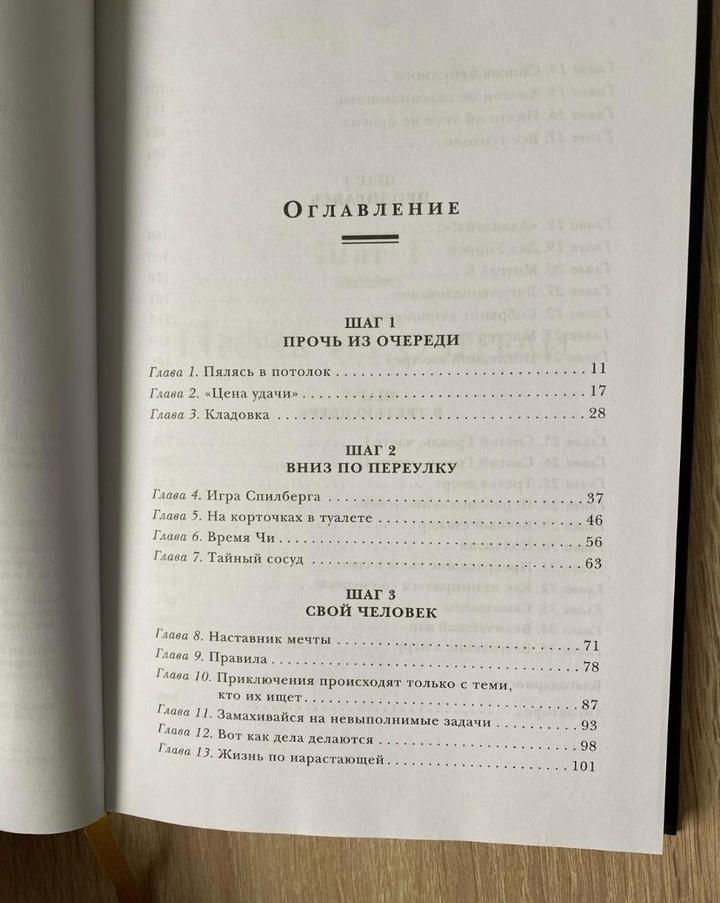 Оглавление
ШАГ 1
ПРОЧЬ ИЗ ОЧЕРЕДИ
Глава 1. Пялясь в потолок . . . . . . . . . . . . . . . . . . . . . . . . . . . . 11
Глава 2. «Цена удачи» . . . . . . . . . . . . . . . . . . . . . . . . . . . . . . . 17
Глава 3. Кладовка . . . . . . . . . . . . . . . . . . . . . . . . . . . . . . . . . . 28
ШАГ 2
ВНИЗ ПО ПЕРЕУЛКУ
Глава 4. Игра Спилберга . . . . . . . . . . . . . . . . . . . . . . . . . . . . 37
Глава 5. На корточках в туалете . . . . . . . . . . . . . . . . . . . . . . . 46
Глава 6. Время Чи . . . . . . . . . . . . . . . . . . . . . . . . . . . . . . . . . 56
Глава 7. Тайный сосуд . . . . . . . . . . . . . . . . . . . . . . . . . . . . . . 63
ШАГ 3
СВОЙ ЧЕЛОВЕК
Глава 8. Наставник мечты . . . . . . . . . . . . . . . . . . . . . . . . . . . 71
Глава 9. Правила . . . . . . . . . . . . . . . . . . . . . . . . . . . . . . . . . . 78
Глава 10. Приключения происходят только с теми,
кто их ищет . . . . . . . . . . . . . . . . . . . . . . . . . . . . . . 87
Глава 11. Замахивайся на невыполнимые задачи . . . . . . . . . . 93
Глава 12. Вот как дела делаются . . . . . . . . . . . . . . . . . . . . . . 98
Глава 13. Жизнь по нарастающей . . . . . . . . . . . . . . . . . . . . . 101